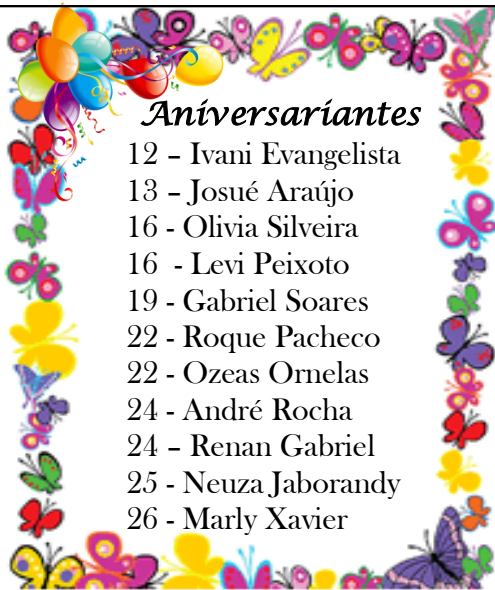 Aniversariantes
12 – Ivani Evangelista
13 – Josué Araújo
16 - Olivia Silveira
16 - Levi Peixoto
19 - Gabriel Soares
22 - Roque Pacheco
22 - Ozeas Ornelas
24 - André Rocha
24 – Renan Gabriel
25 - Neuza Jaborandy
26 - Marly Xavier